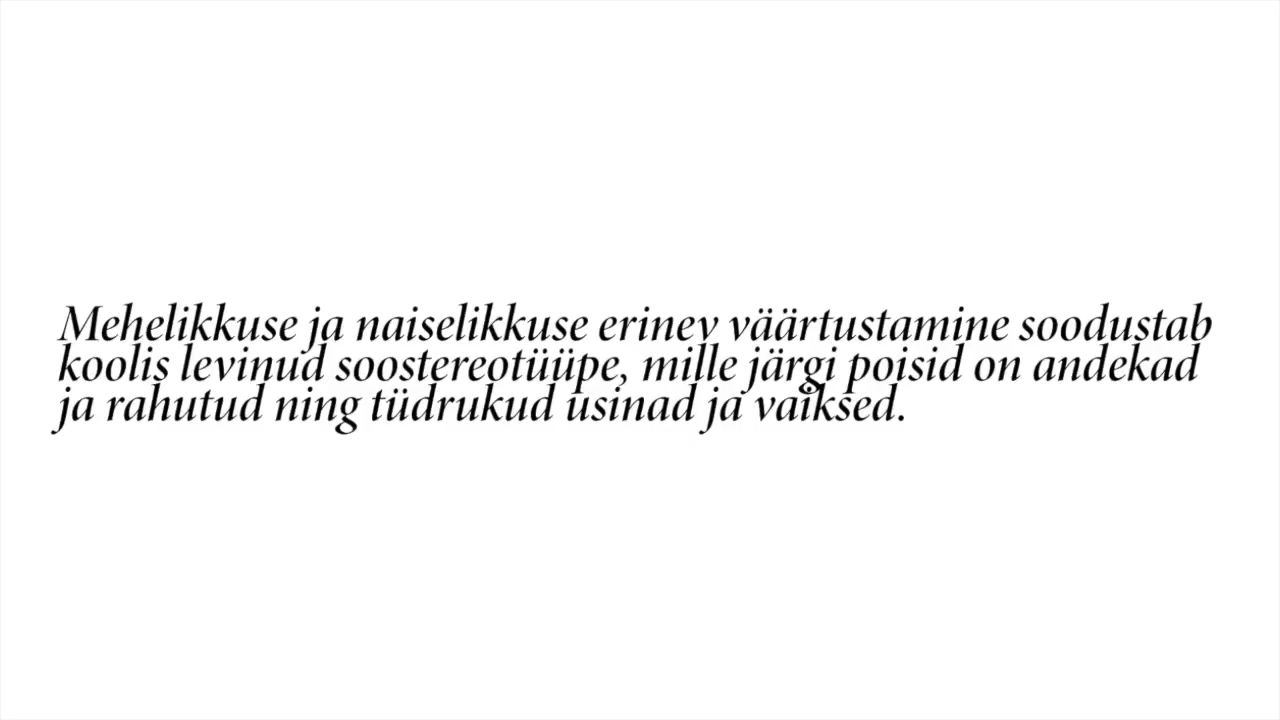 Mehelikkuse ja naiselikkuse erinev väärtustamine soodustab
koolis levinud soostereotüüpe, mille järgi poisid on andekad
ja rahutud ning tüdrukud usinad ja vaiksed.